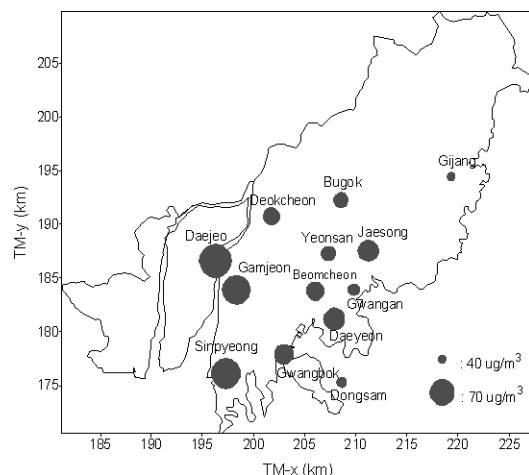 205
200
195
190
185
180
175
TM-y (km)
Gijang
Bugok
Deokcheon
Daejeo
Yeonsan
Jaesong
Gamjeon
Beomcheon
Gwangan
Daeyeon
Sinpyeong
Gwangbok
Dongsam
: 40 ug/m³
: 70 ug/m³
185 190 195 200 205 210 215 220 225
TM-x (km)